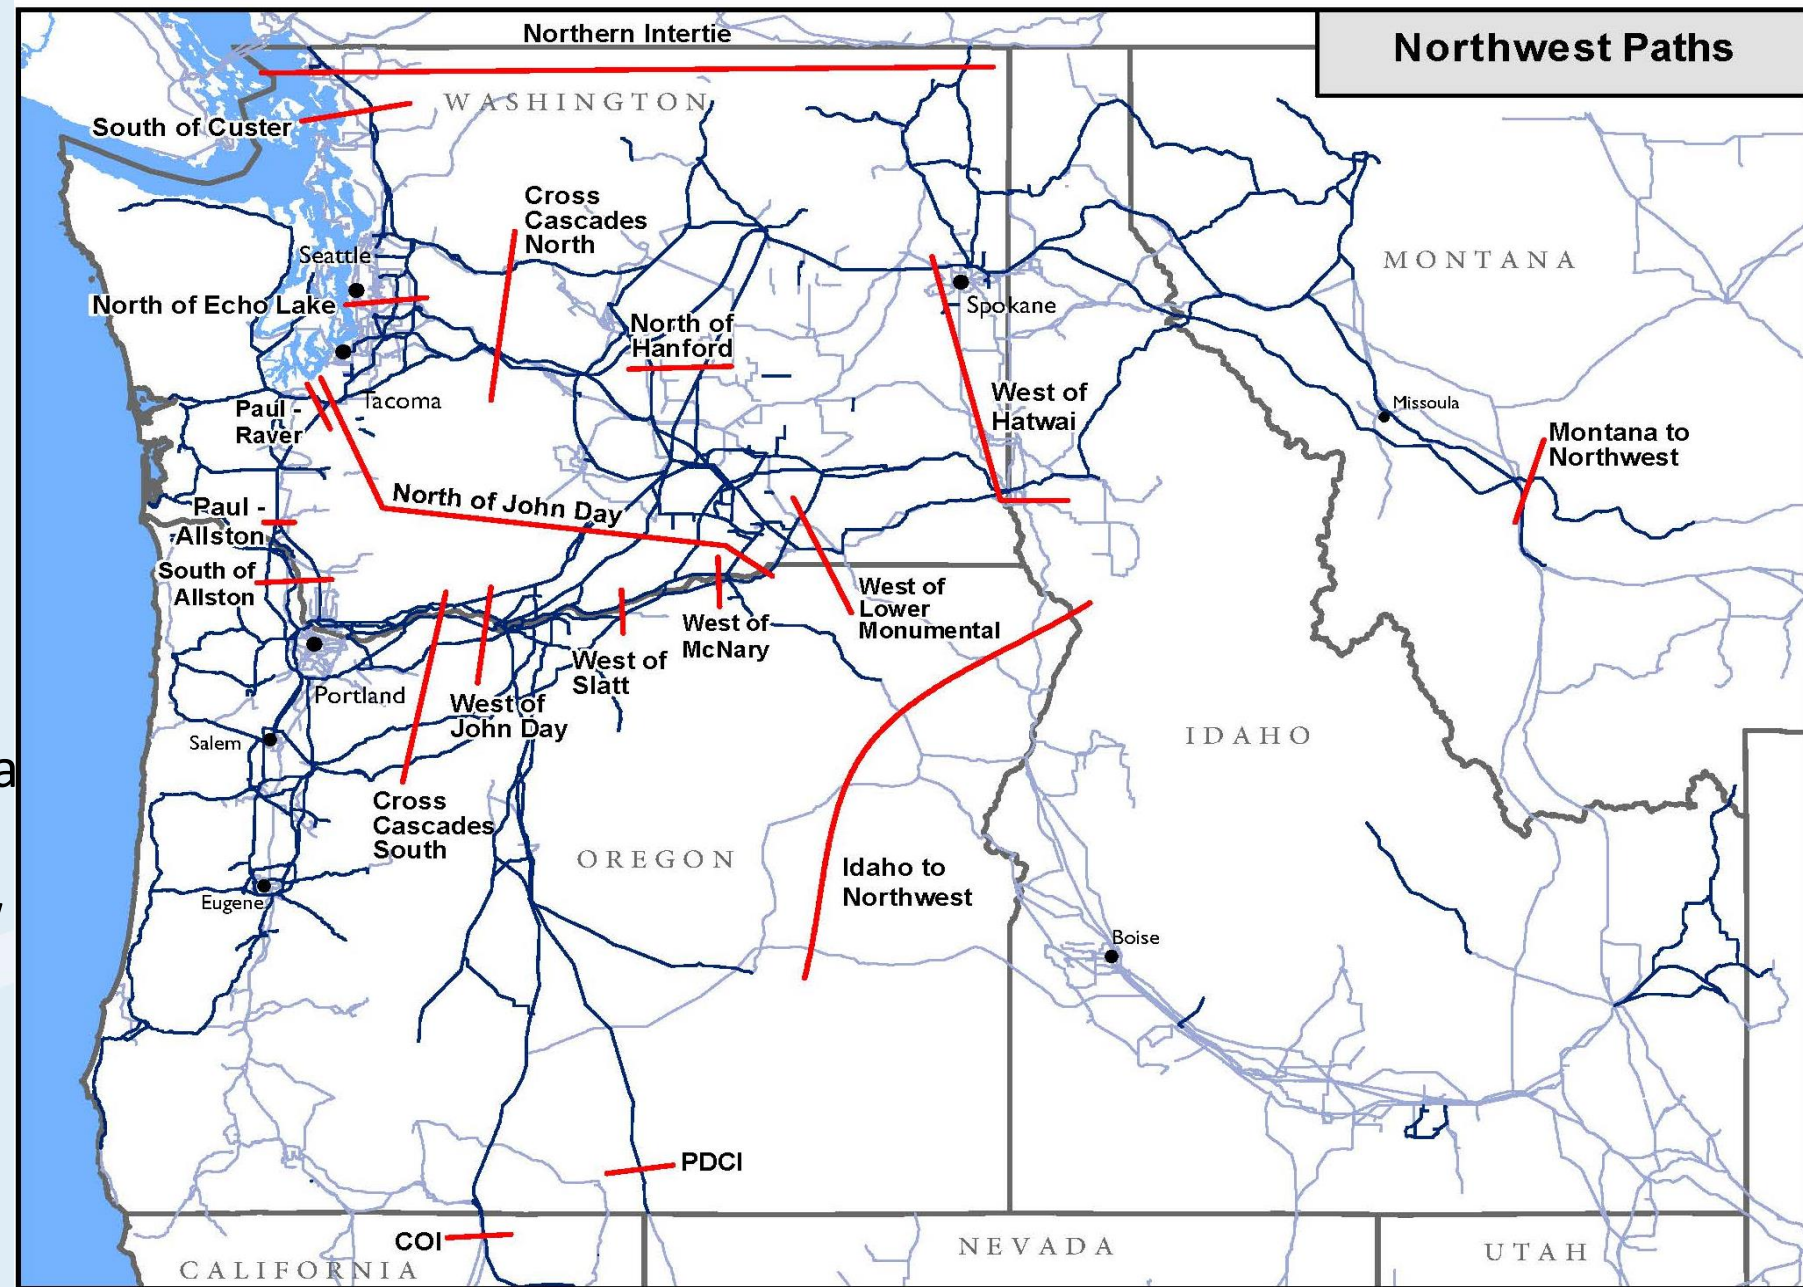 Northwest Paths
Northern Intertie
WASHINGTON
South of Custer
Cross
Cascades
North
Seattle
MONTANA
North of Echo Lake
Spokane
North of
Hanford
West of
Hatwai
Tacoma
Paul -
Raver
Missoula
Montana to
Northwest
North of John Day
Paul -
Allston
South of
Allston
West of
Lower
Monumental
West of
McNary
West of
Slatt
Portland
West of
John Day
Salem
IDAHO
a
Cross
Cascades
South
OREGON
Idaho to
Northwest
Eugene
Boise
PDCI
COI
CALIFORNIA
NEVADA
UTAH